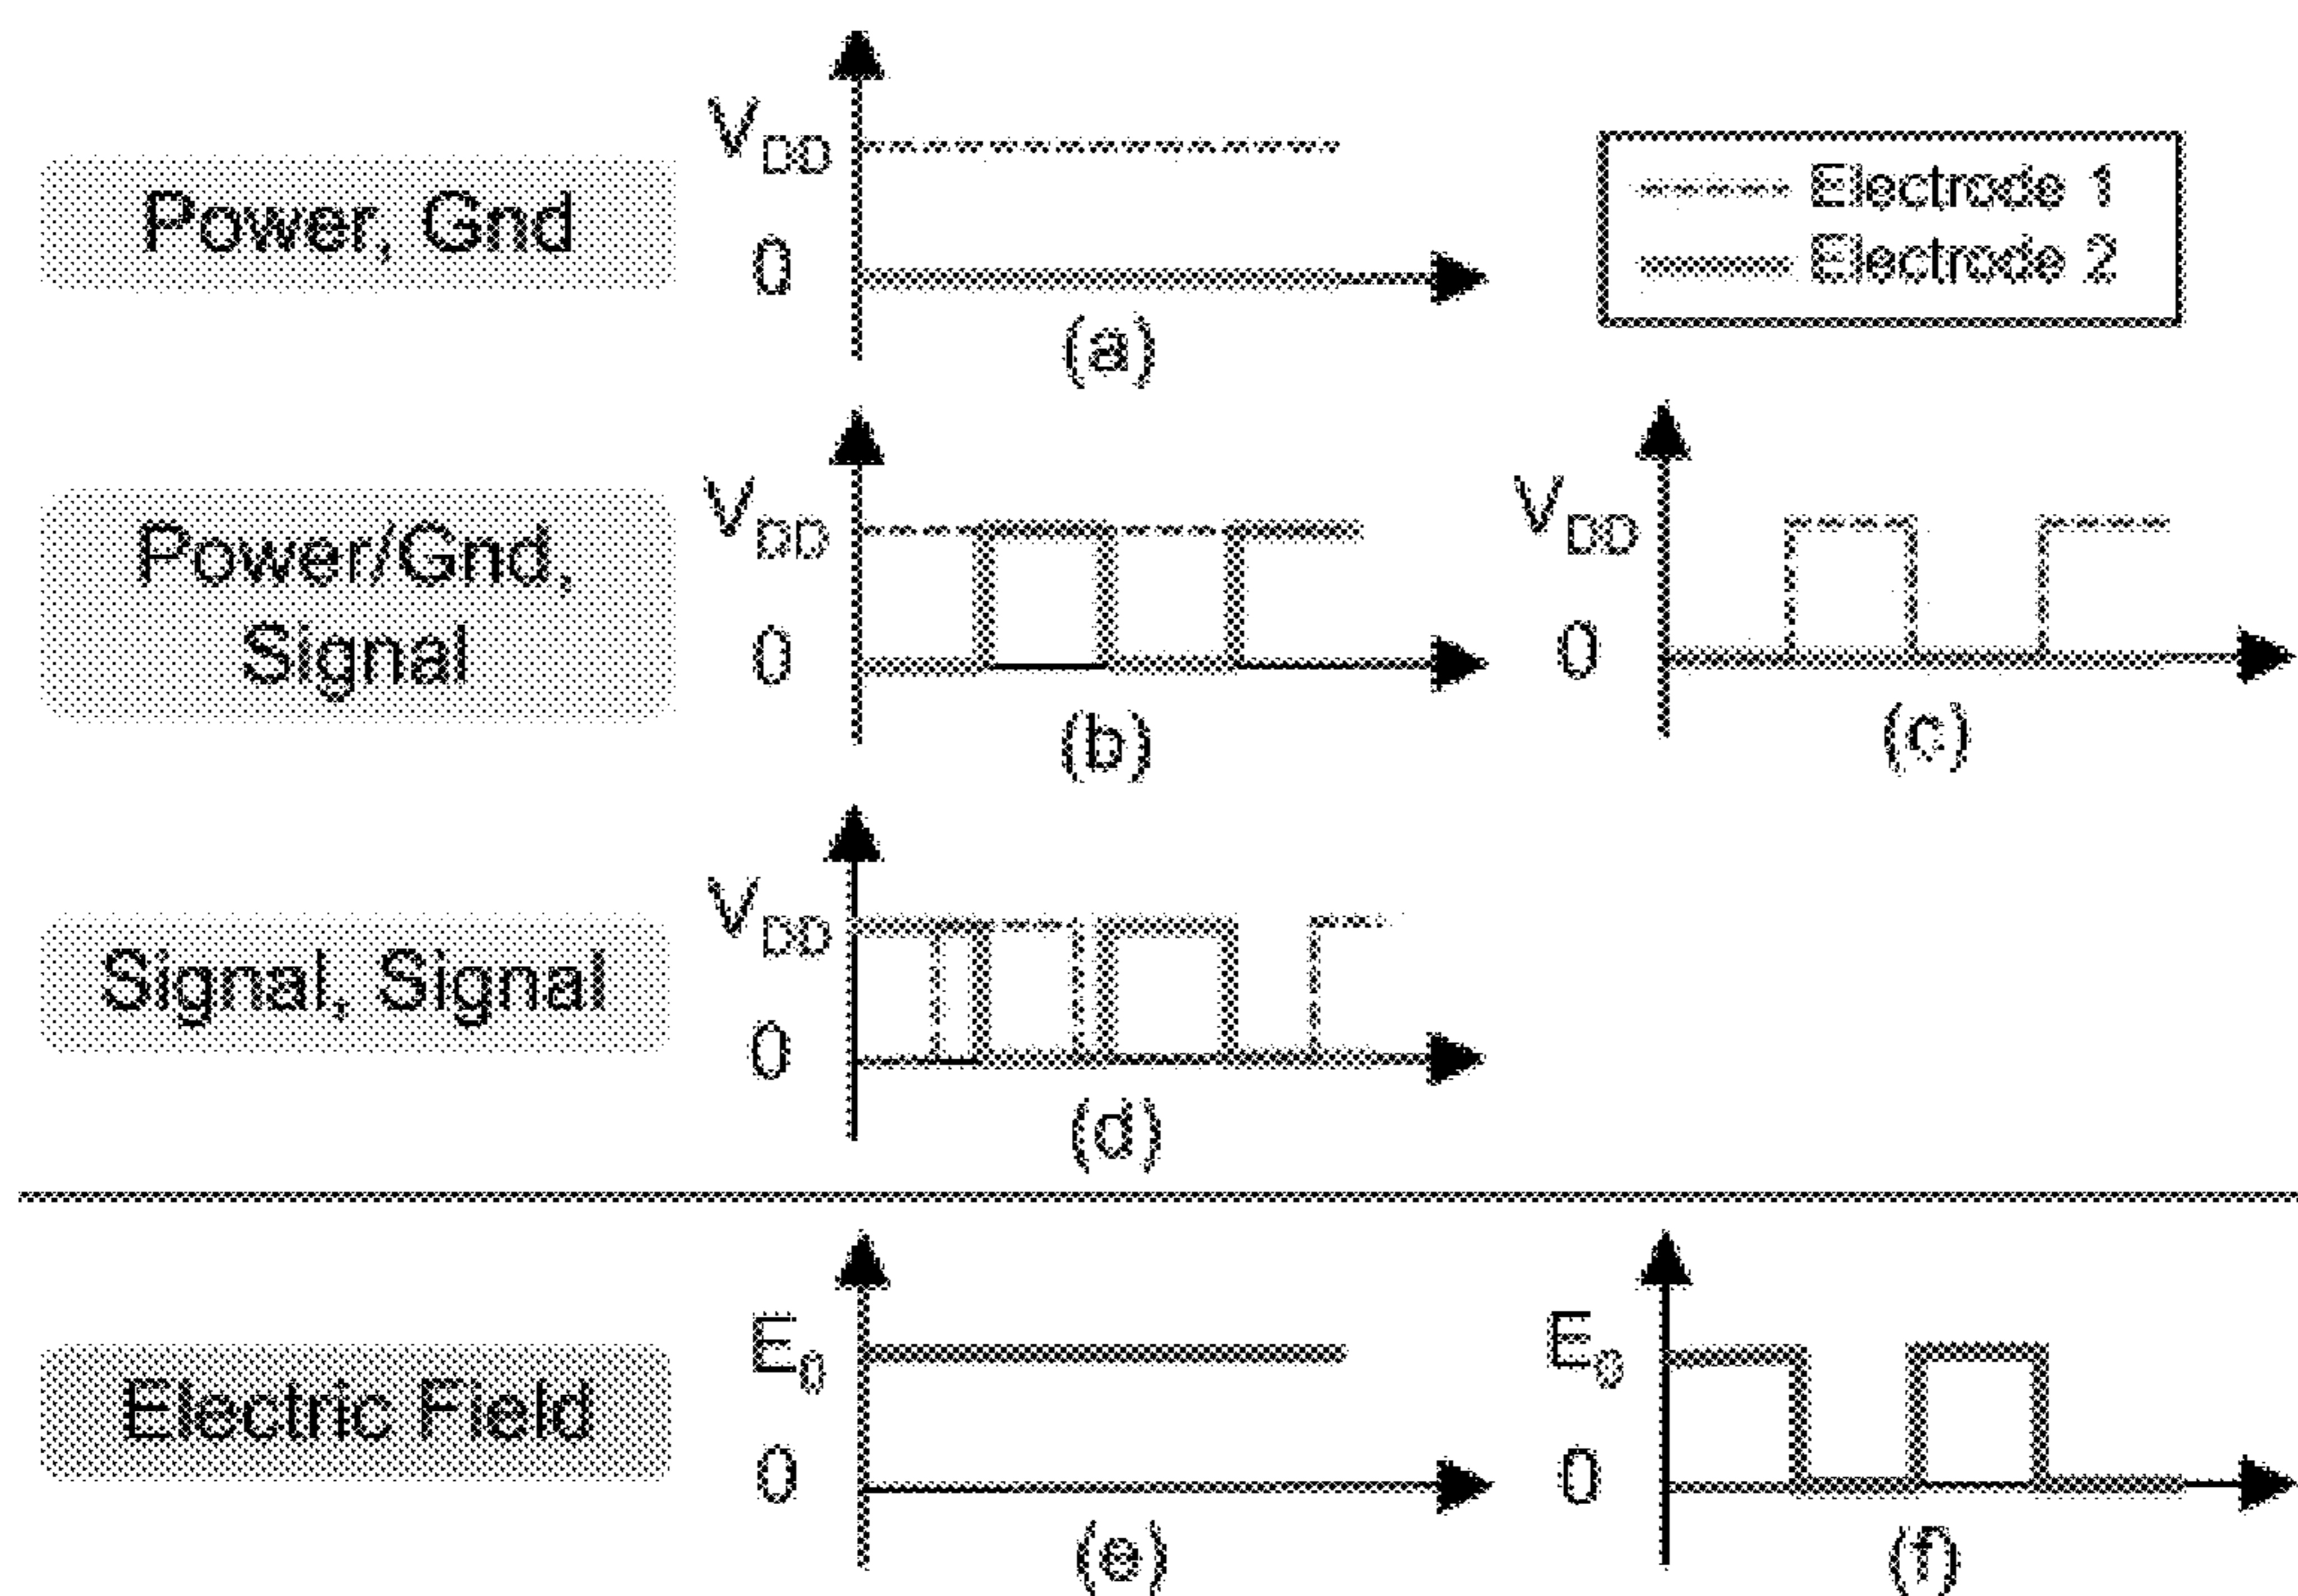 Power, Gnd
V_DD
0
(a)
Electrode 1
Electrode 2
Power/Gnd,
Signal
V_DD
0
(b)
V_DD
0
(c)
Signal, Signal
V_DD
0
(d)
Electric Field
E_0
0
(e)
E_0
0
(f)